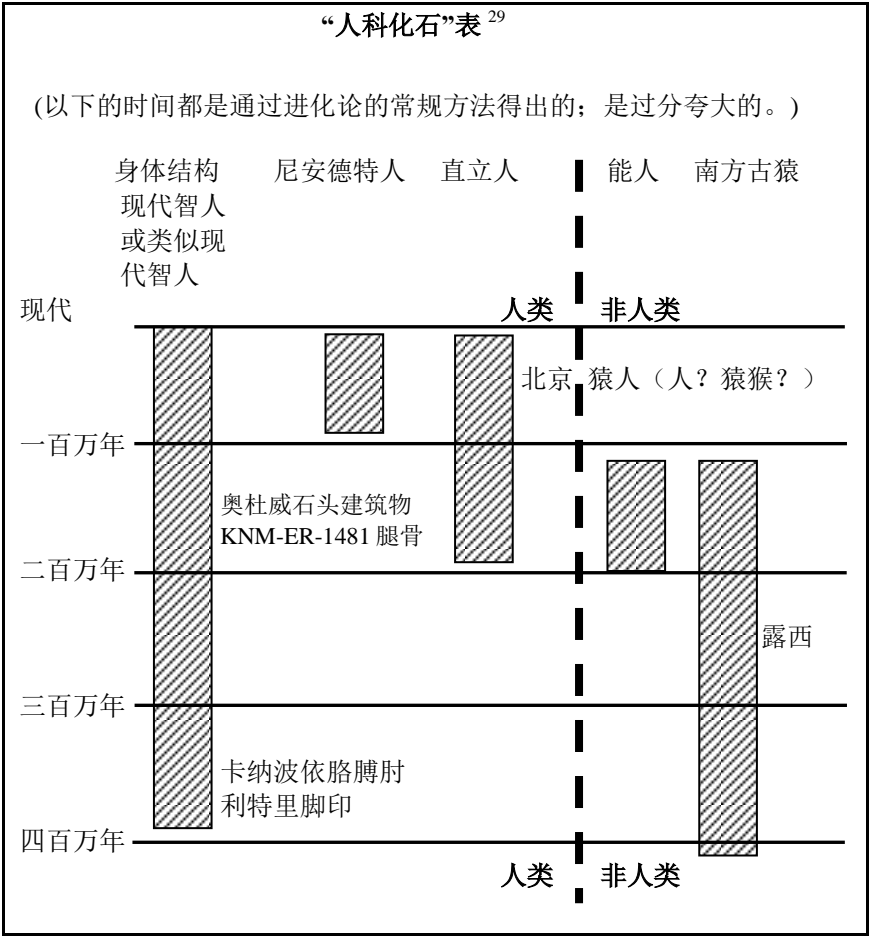 “人科化石”表 29
(以下的时间都是通过进化论的常规方法得出的；是过分夸大的。)
身体结构
现代智人
或类似现
代智人
尼安德特人
直立人
能人
南方古猿
现代
人类
非人类
北京 猿人（人？猿猴？）
一百万年
奥杜威石头建筑物
KNM-ER-1481 腿骨
二百万年
露西
三百万年
卡纳波依胳膊肘
利特里脚印
四百万年
人类
非人类